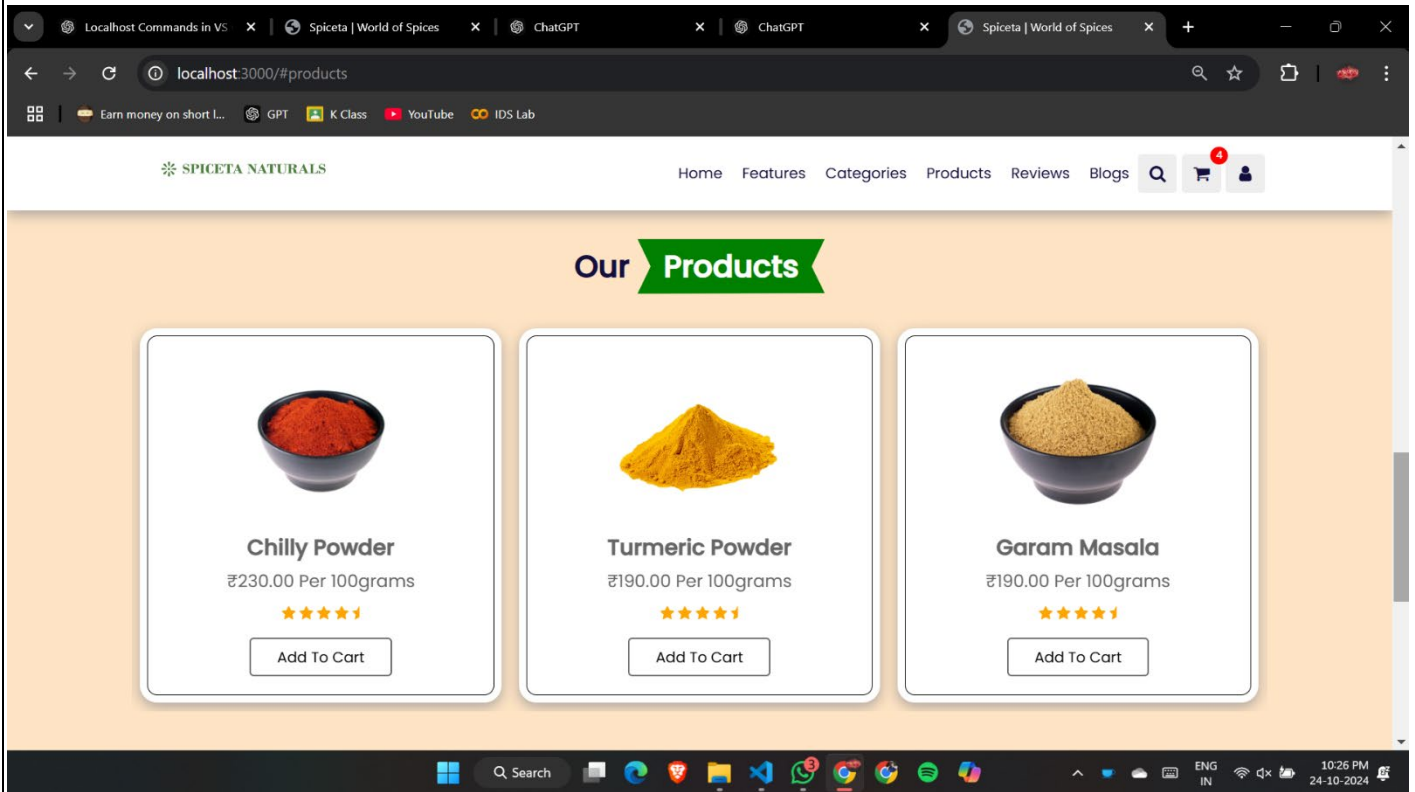 Localhost Commands in VS
Spiceta | World of Spices
ChatGPT
ChatGPT
Spiceta | World of Spices
localhost:3000/#products
Earn money on short l...
GPT
K Class
YouTube
IDS Lab
SPICETA NATURALS
Home Features Categories Products Reviews Blogs
4
Our Products
Chilly Powder
₹230.00 Per 100grams
Add To Cart
Turmeric Powder
₹190.00 Per 100grams
Add To Cart
Garam Masala
₹190.00 Per 100grams
Add To Cart
Search
3
ENG
IN
10:26 PM
24-10-2024